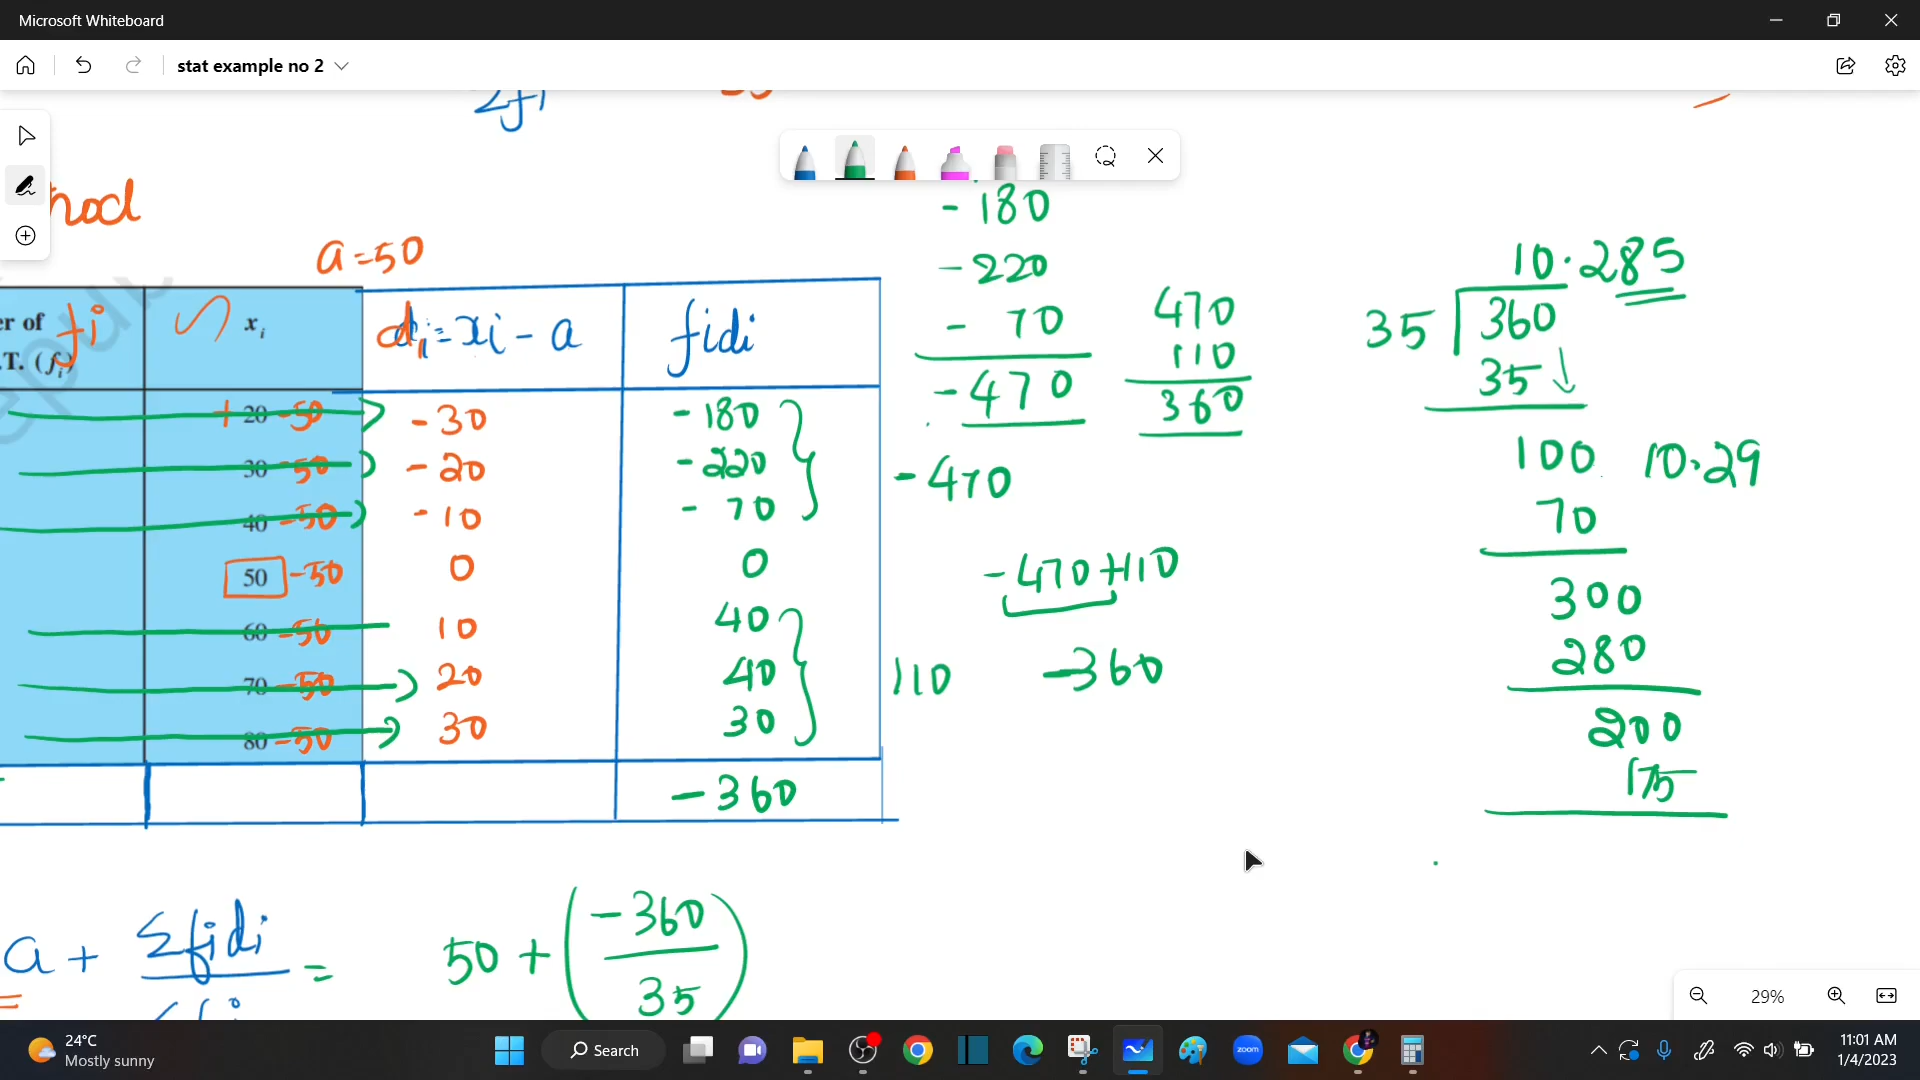 Microsoft Whiteboard
stat example no 2
Σfi
hod
a=50
er of fi
.T. (fi)
xi
di=xi - a
fidi
20 -50
-30
-180
30 -50
-20
-220
40 -50
-10
- 70
50 -50
0
0
60 -50
10
40
70 -50
20
40
80 -50
30
30
-360
- 180
- 220
- 70
- 470
470
110
360
-470
-470+110
110
-360
10.285
35 360
35
100
10.29
70
300
280
200
175
a + Σfidi =
50 + (-360
35)
29%
24°C
Mostly sunny
Search
zoom
11:01 AM
1/4/2023